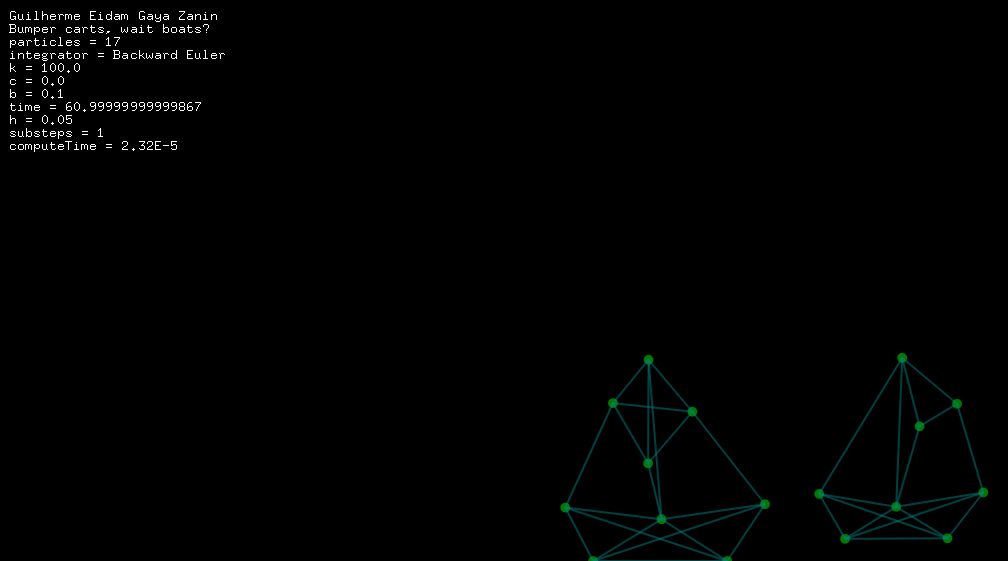 Guilherme Eidam Gaya Zanin
Bumper carts, wait boats?
particles = 17
integrator = Backward Euler
k = 100.0
c = 0.0
b = 0.1
time = 60.99999999999867
h = 0.05
substeps = 1
computeTime = 2.32E-5